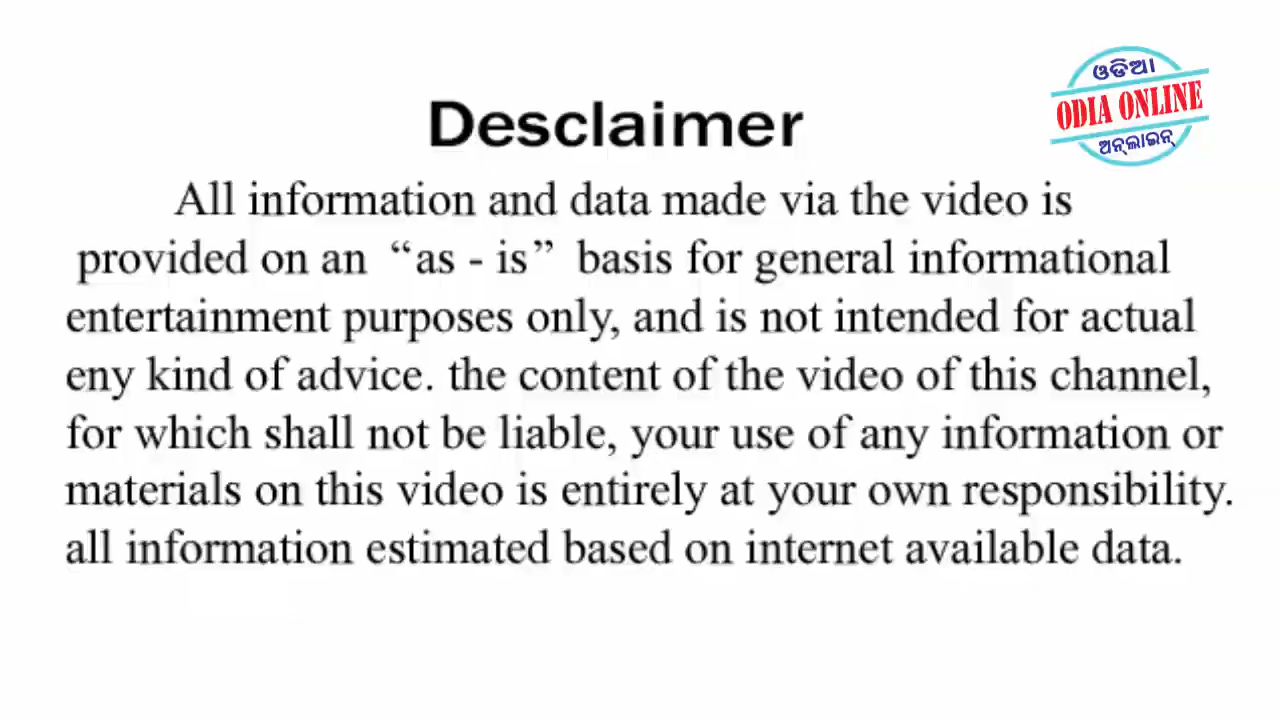 ଓଡିଆ
ODIA ONLINE
ଅନ୍‌ଲାଇନ୍
Desclaimer
All information and data made via the video is
provided on an “as - is” basis for general informational
entertainment purposes only, and is not intended for actual
eny kind of advice. the content of the video of this channel,
for which shall not be liable, your use of any information or
materials on this video is entirely at your own responsibility.
all information estimated based on internet available data.